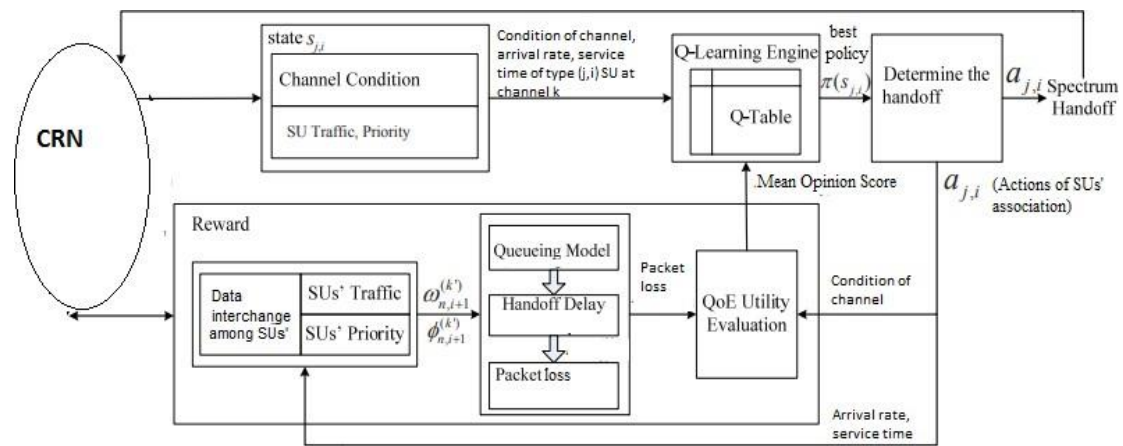 CRN
state s_{j,i}
Channel Condition
SU Traffic, Priority
Condition of channel,
arrival rate, service
time of type (j,i) SU at
channel k
Q-Learning Engine
Q-Table
best
policy
π(s_{j,i})
Determine the
handoff
a_{j,i} Spectrum
Handoff
Mean Opinion Score
a_{j,i} (Actions of SUs'
association)
Reward
Data
interchange
among SUs'
SUs' Traffic
SUs' Priority
ω_{n,i+1}^{(k')}
ϕ_{n,i+1}^{(k')}
Queueing Model
Handoff Delay
Packet loss
Packet
loss
QoE Utility
Evaluation
Condition of
channel
Arrival rate,
service time